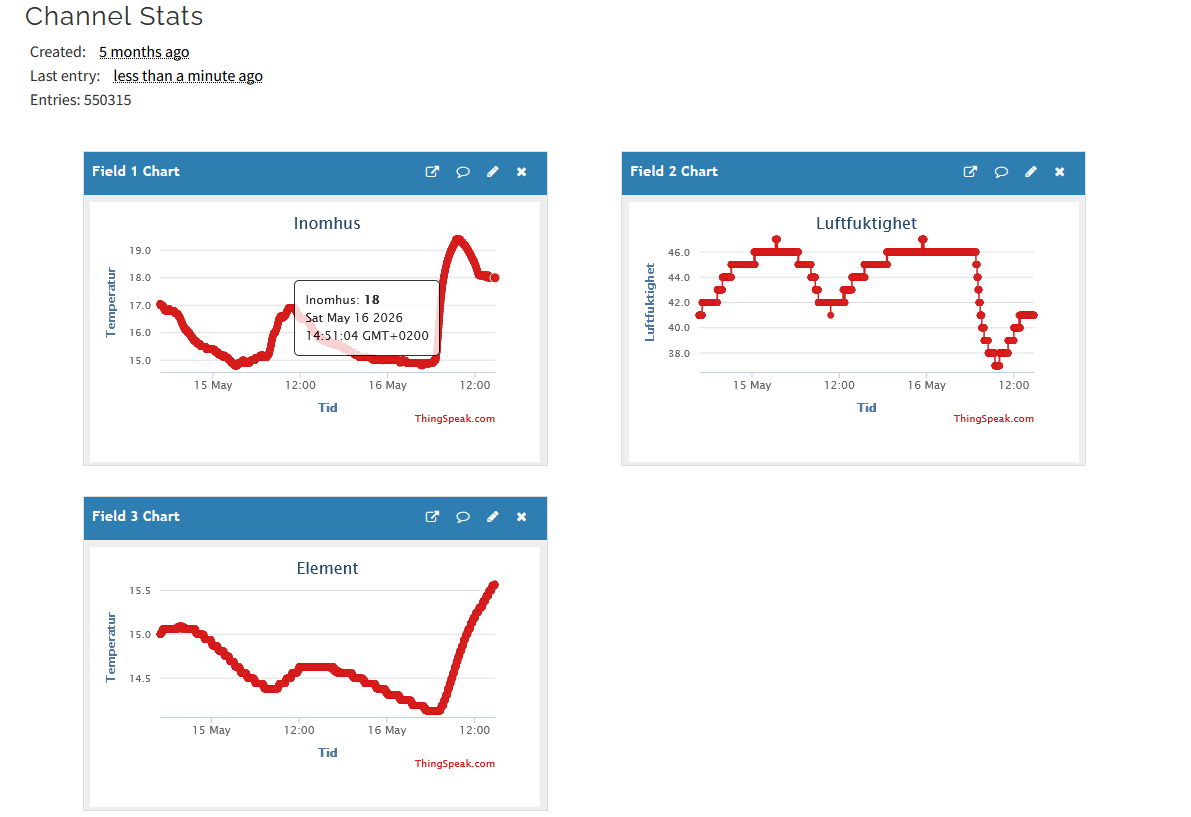 Channel Stats
Created: 5 months ago
Last entry: less than a minute ago
Entries: 550315
Field 1 Chart
Inomhus
Temperatur
19.0
18.0
17.0
16.0
15.0
Inomhus: 18
Sat May 16 2026
14:51:04 GMT+0200
15 May 12:00 16 May 12:00
Tid
ThingSpeak.com
Field 2 Chart
Luftfuktighet
Luftfuktighet
46.0
44.0
42.0
40.0
38.0
15 May 12:00 16 May 12:00
Tid
ThingSpeak.com
Field 3 Chart
Element
Temperatur
15.5
15.0
14.5
15 May 12:00 16 May 12:00
Tid
ThingSpeak.com